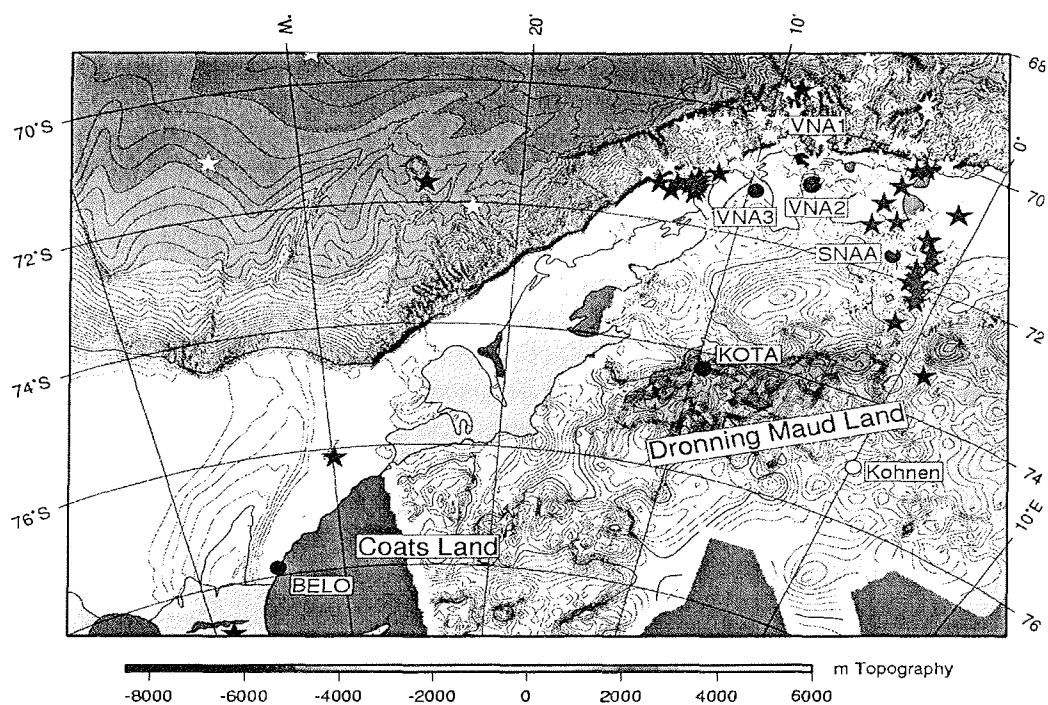 W.
20˚
10˚
68
70˚S
VNA1
0˚
70
VNA3
VNA2
72˚S
SNAA
72
KOTA
74˚S
Dronning Maud Land
Kohnen
74
10˚E
76˚S
Coats Land
BELO
76
m Topography
-8000 -6000 -4000 -2000 0 2000 4000 6000